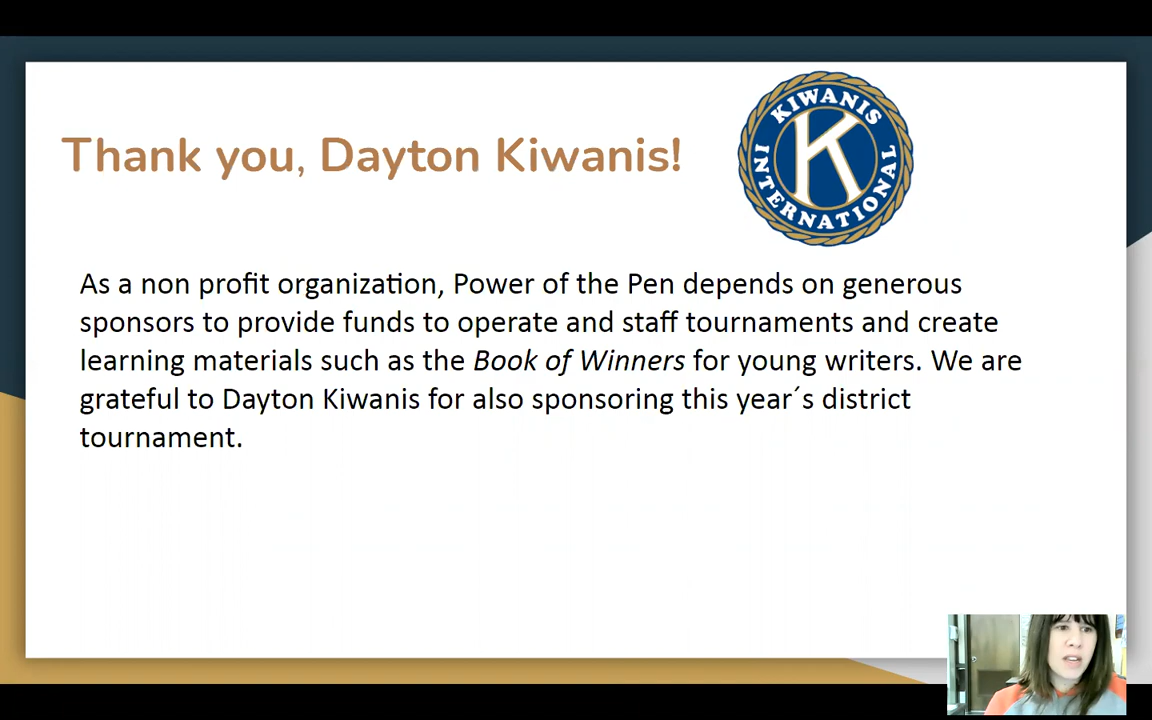 Thank you, Dayton Kiwanis!
KIWANIS
K
INTERNATIONAL
As a non profit organization, Power of the Pen depends on generous
sponsors to provide funds to operate and staff tournaments and create
learning materials such as the Book of Winners for young writers. We are
grateful to Dayton Kiwanis for also sponsoring this year´s district
tournament.